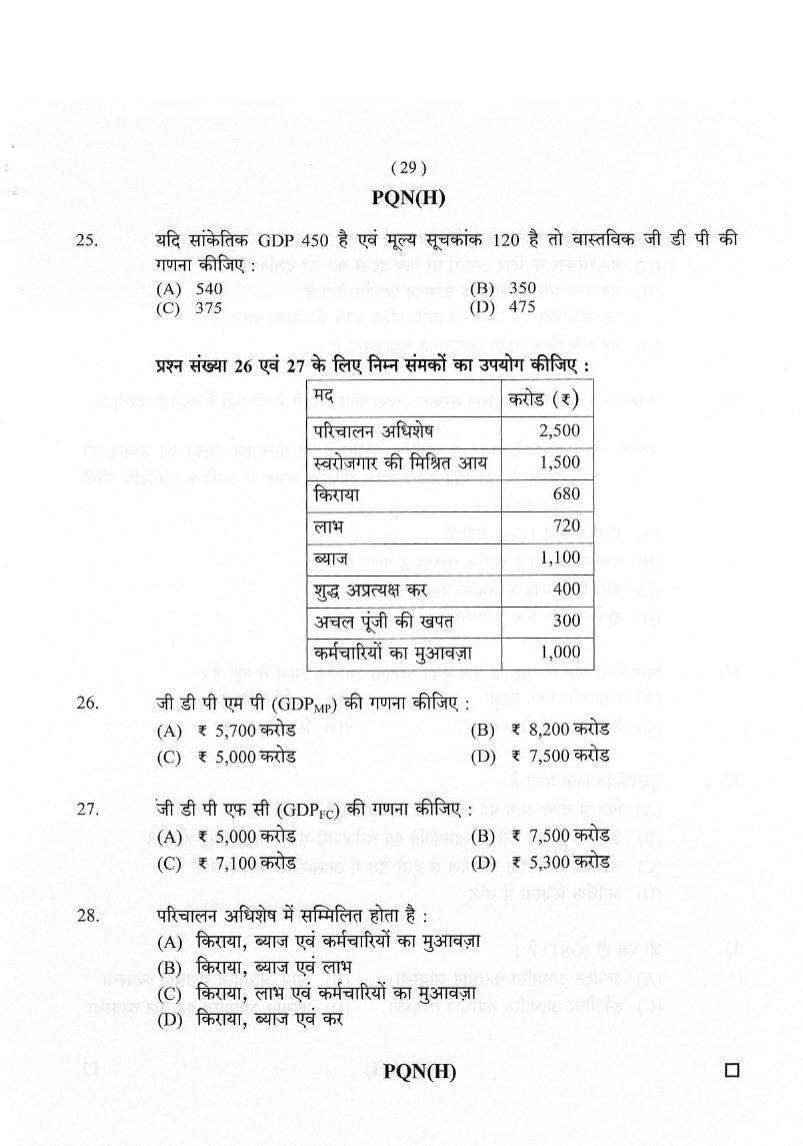 ( 29 )
PQN(H)
25. यदि सांकेतिक GDP 450 है एवं मूल्य सूचकांक 120 है तो वास्तविक जी डी पी की
गणना कीजिए :
(A) 540 (B) 350
(C) 375 (D) 475
प्रश्न संख्या 26 एवं 27 के लिए निम्न संमकों का उपयोग कीजिए :
मद करोड (₹)
परिचालन अधिशेष 2,500
स्वरोजगार की मिश्रित आय 1,500
किराया 680
लाभ 720
ब्याज 1,100
शुद्ध अप्रत्यक्ष कर 400
अचल पूंजी की खपत 300
कर्मचारियों का मुआवज़ा 1,000
26. जी डी पी एम पी (GDPMP) की गणना कीजिए :
(A) ₹ 5,700 करोड (B) ₹ 8,200 करोड
(C) ₹ 5,000 करोड (D) ₹ 7,500 करोड
27. जी डी पी एफ सी (GDPFC) की गणना कीजिए :
(A) ₹ 5,000 करोड (B) ₹ 7,500 करोड
(C) ₹ 7,100 करोड (D) ₹ 5,300 करोड
28. परिचालन अधिशेष में सम्मिलित होता है :
(A) किराया, ब्याज एवं कर्मचारियों का मुआवज़ा
(B) किराया, ब्याज एवं लाभ
(C) किराया, लाभ एवं कर्मचारियों का मुआवज़ा
(D) किराया, ब्याज एवं कर
PQN(H)